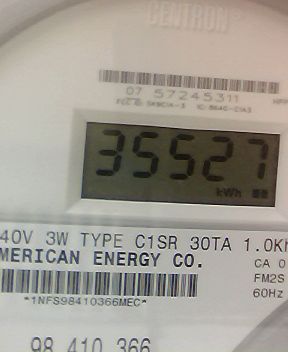 CENTRON®
07 57245311
35527
kWh
40V 3W TYPE C1SR 30TA 1.0Kh
MERICAN ENERGY CO.
CA 0
FM2S
60Hz
*1NFS98410366MEC*
98 410 366